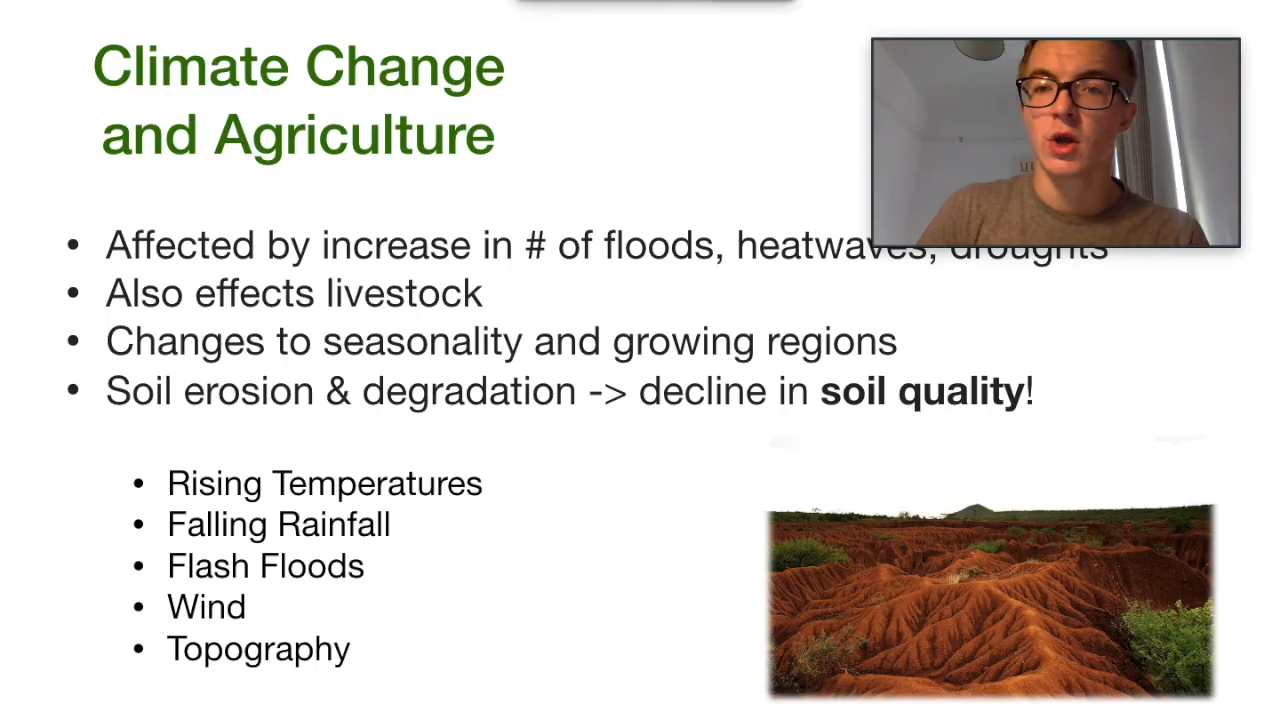 Climate Change
and Agriculture
• Affected by increase in # of floods, heatwaves, droughts
• Also effects livestock
• Changes to seasonality and growing regions
• Soil erosion & degradation -> decline in soil quality!
• Rising Temperatures
• Falling Rainfall
• Flash Floods
• Wind
• Topography